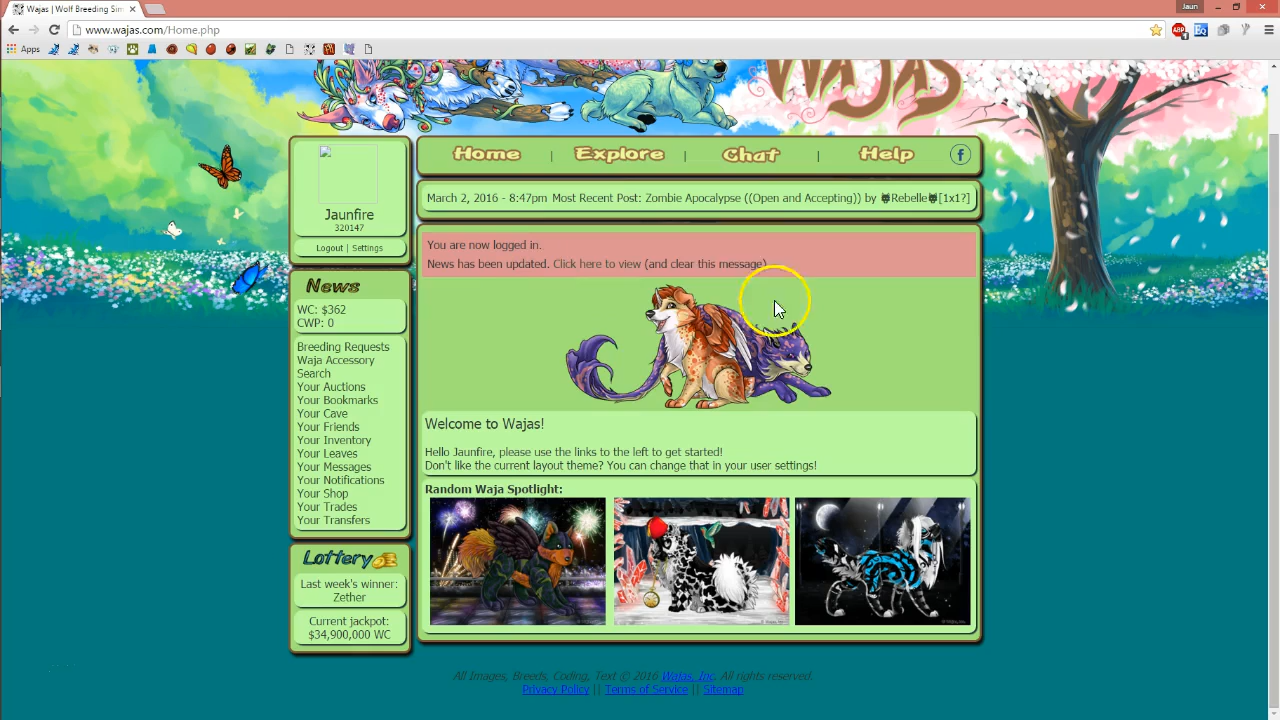 Wajas | Wolf Breeding Sim
Jaun
www.wajas.com/Home.php
Apps
WAJAS
Home | Explore | Chat | Help
Jaunfire
320147
Logout | Settings
March 2, 2016 - 8:47pm Most Recent Post: Zombie Apocalypse ((Open and Accepting)) by 😈Rebelle😈[1x1?]
You are now logged in.
News has been updated. Click here to view (and clear this message)
News
WC: $362
CWP: 0
Breeding Requests
Waja Accessory
Search
Your Auctions
Your Bookmarks
Your Cave
Your Friends
Your Inventory
Your Leaves
Your Messages
Your Notifications
Your Shop
Your Trades
Your Transfers
Welcome to Wajas!
Hello Jaunfire, please use the links to the left to get started!
Don't like the current layout theme? You can change that in your user settings!
Random Waja Spotlight:
Lottery
Last week's winner:
Zether
Current jackpot:
$34,900,000 WC
All Images, Breeds, Coding, Text © 2016 Wajas, Inc. All rights reserved.
Privacy Policy || Terms of Service || Sitemap